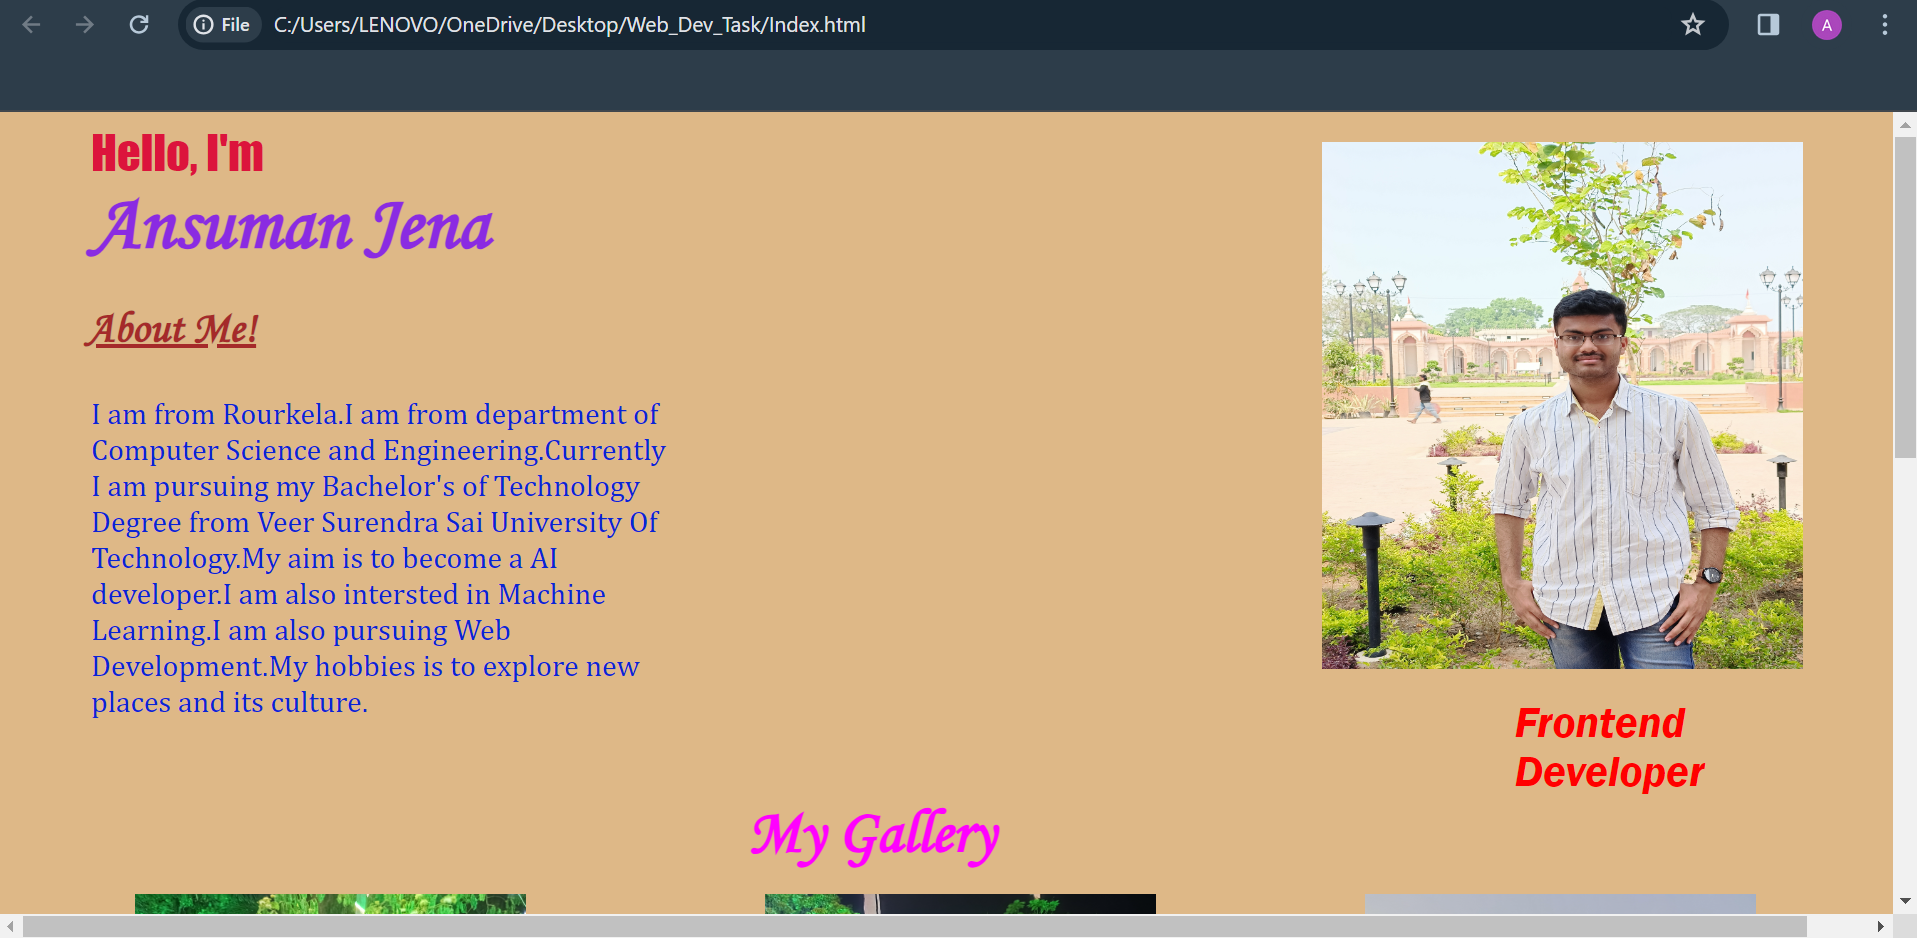 File C:/Users/LENOVO/OneDrive/Desktop/Web_Dev_Task/Index.html
A
Hello, I'm
Ansuman Jena
About Me!
I am from Rourkela.I am from department of
Computer Science and Engineering.Currently
I am pursuing my Bachelor's of Technology
Degree from Veer Surendra Sai University Of
Technology.My aim is to become a AI
developer.I am also intersted in Machine
Learning.I am also pursuing Web
Development.My hobbies is to explore new
places and its culture.
Frontend
Developer
My Gallery